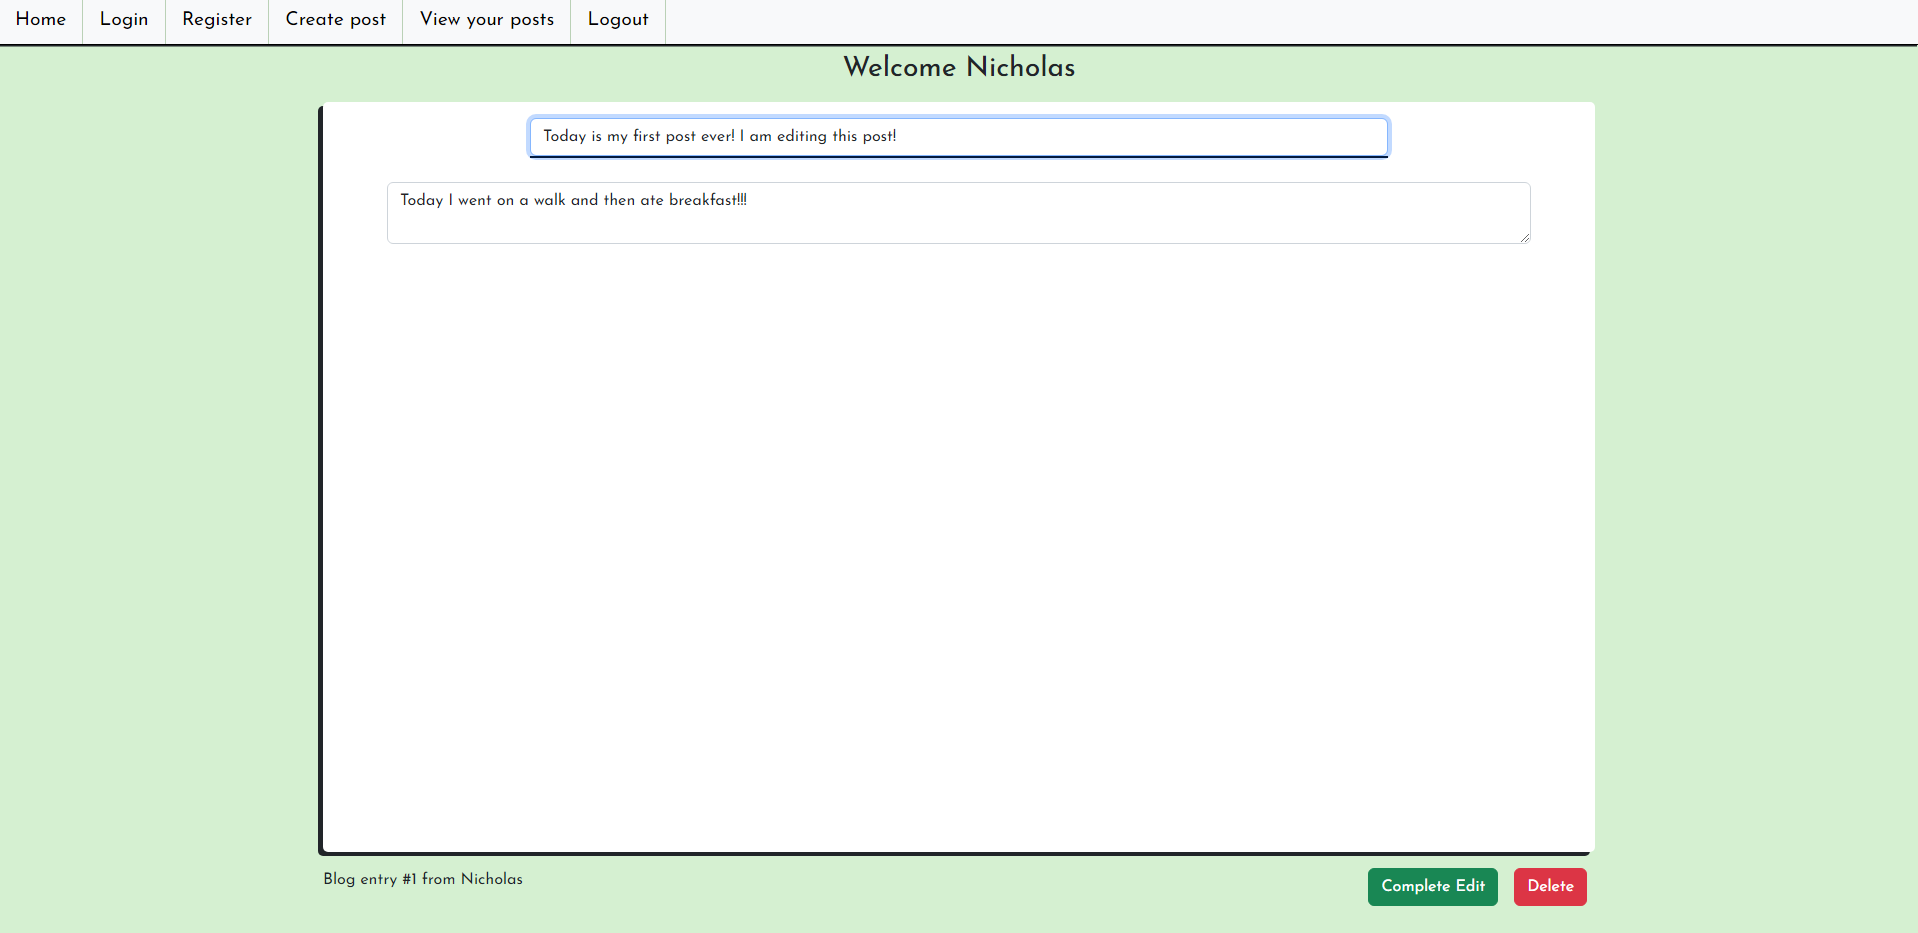 Home Login Register Create post View your posts Logout
Welcome Nicholas
Today is my first post ever! I am editing this post!
Today I went on a walk and then ate breakfast!!!
Blog entry #1 from Nicholas
Complete Edit Delete